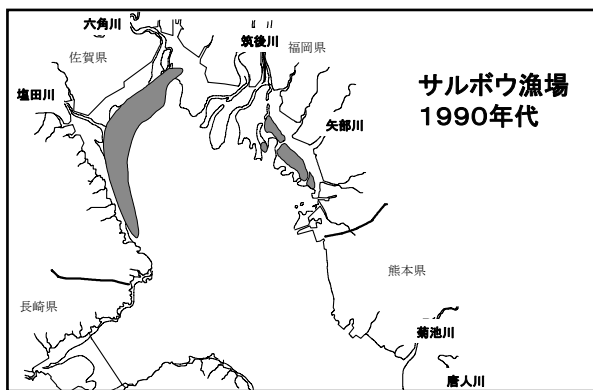 六角川
筑後川
福岡県
佐賀県
サルボウ漁場
1990年代
塩田川
矢部川
熊本県
長崎県
菊池川
唐人川